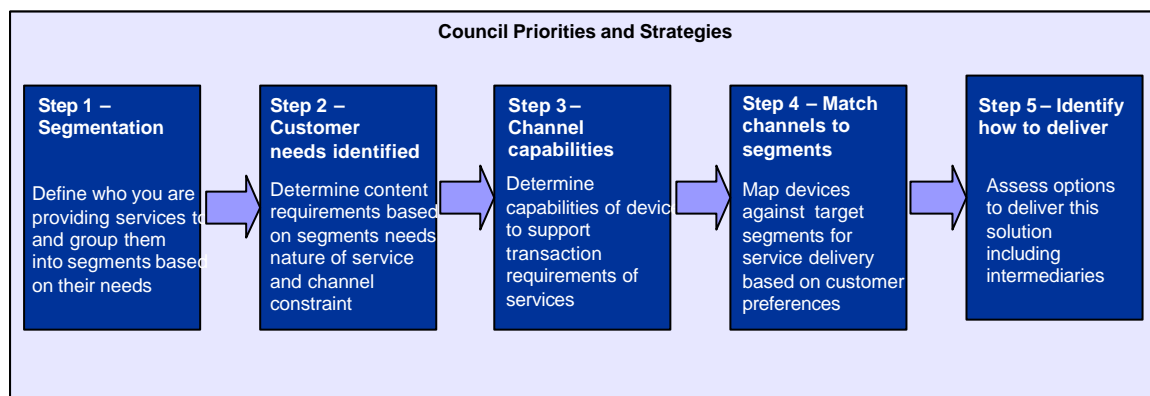 Council Priorities and Strategies
Step 1 –
Segmentation
Define who you are
providing services to
and group them
into segments based
on their needs
Step 2 –
Customer
needs identified
Determine content
requirements based
on segments needs
nature of service
and channel
constraint
Step 3 –
Channel
capabilities
Determine
capabilities of devic
to support
transaction
requirements of
services
Step 4 – Match
channels to
segments
Map devices
against target
segments for
service delivery
based on customer
preferences
Step 5 – Identify
how to deliver
Assess options
to deliver this
solution
including
intermediaries